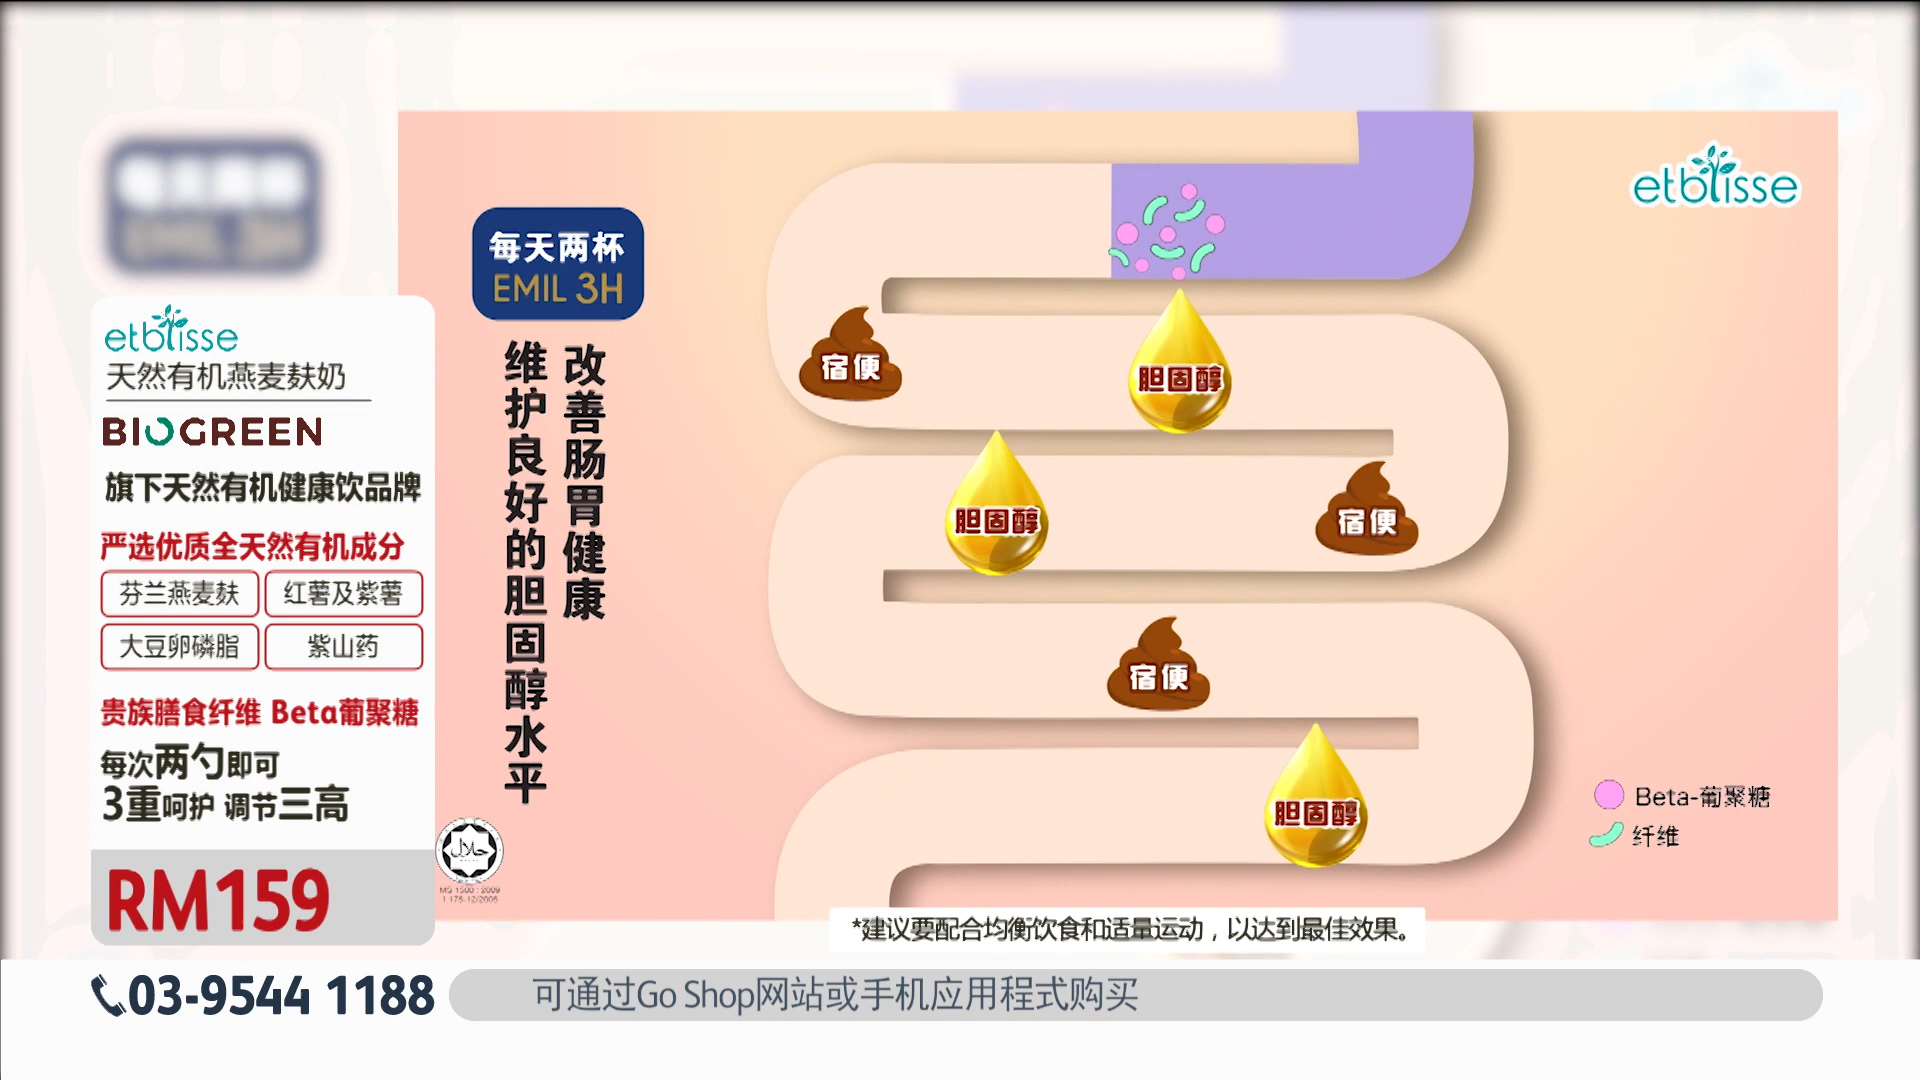 etblisse
天然有机燕麦麸奶
BIOGREEN
旗下天然有机健康饮品牌
严选优质全天然有机成分
芬兰燕麦麸
红薯及紫薯
大豆卵磷脂
紫山药
贵族膳食纤维 Beta葡聚糖
每次两勺即可
3重呵护 调节三高
RM159
每天两杯
EMIL 3H
改善肠胃健康
维护良好的胆固醇水平
etblisse
宿便
胆固醇
胆固醇
宿便
宿便
胆固醇
Beta-葡聚糖
纤维
حلال
MS 1500 : 2009
*建议要配合均衡饮食和适量运动，以达到最佳效果。
03-9544 1188
可通过Go Shop网站或手机应用程式购买